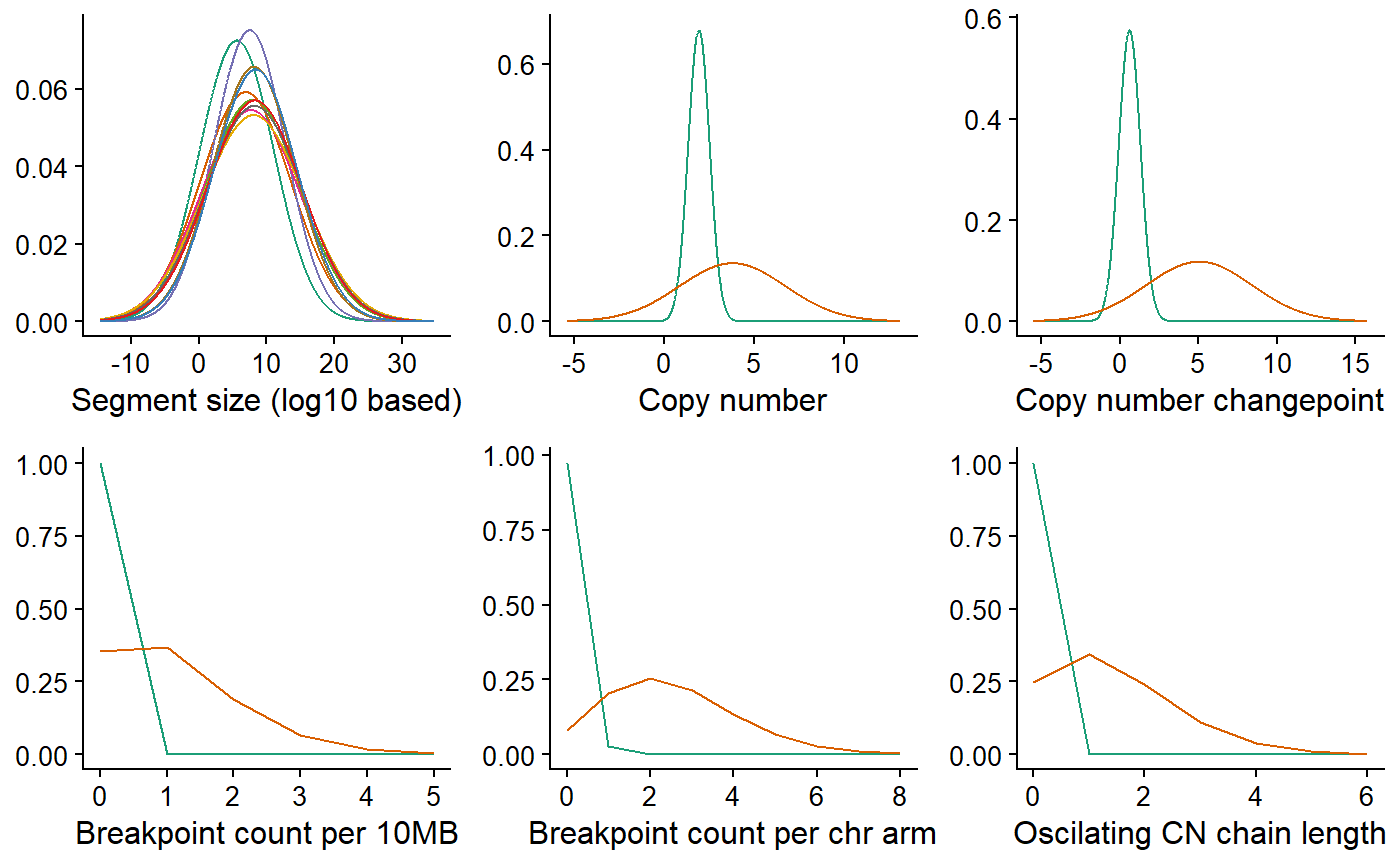 0.06
0.04
0.02
0.00
-10 0 10 20 30
Segment size (log10 based)
0.6
0.4
0.2
0.0
-5 0 5 10
Copy number
0.6
0.4
0.2
0.0
-5 0 5 10 15
Copy number changepoint
1.00
0.75
0.50
0.25
0.00
0 1 2 3 4 5
Breakpoint count per 10MB
1.00
0.75
0.50
0.25
0.00
0 2 4 6 8
Breakpoint count per chr arm
1.00
0.75
0.50
0.25
0.00
0 2 4 6
Oscilating CN chain length